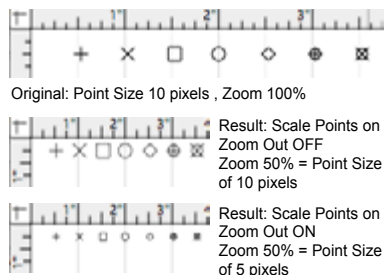 1" 2" 3"
Original: Point Size 10 pixels , Zoom 100%
1" 2" 3"
Result: Scale Points on
Zoom Out OFF
Zoom 50% = Point Size
of 10 pixels
1" 2" 3"
Result: Scale Points on
Zoom Out ON
Zoom 50% = Point Size
of 5 pixels